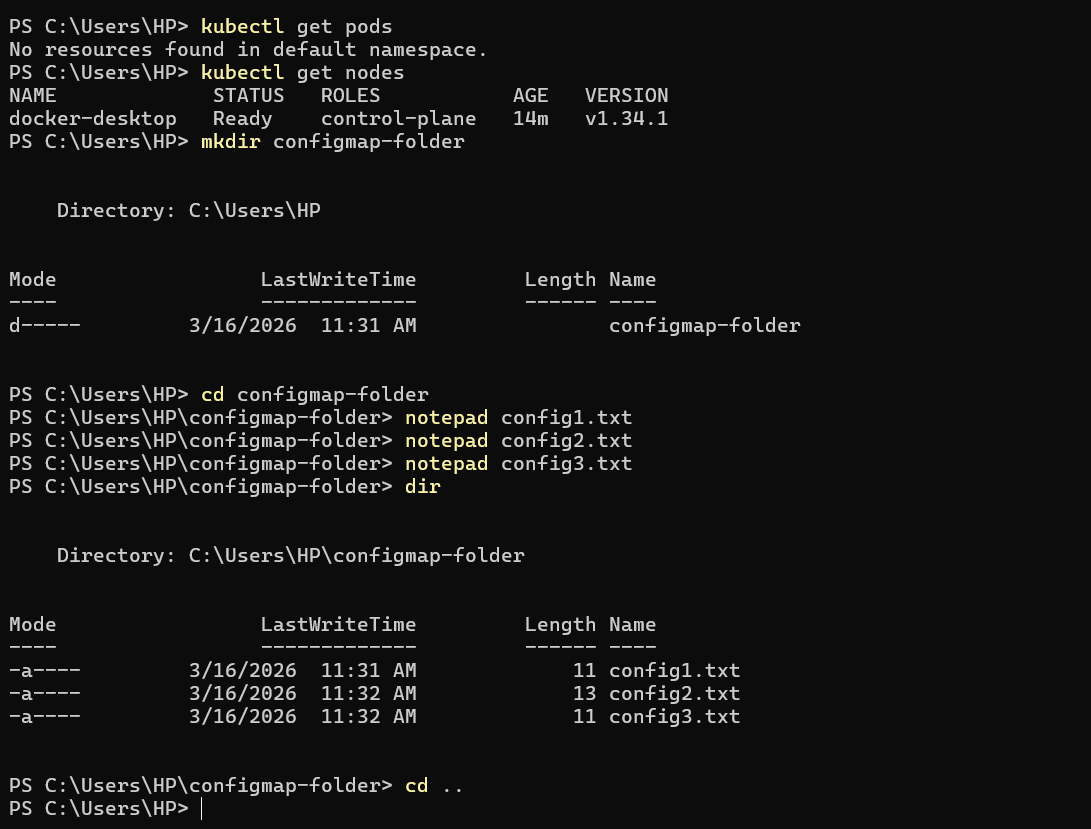 PS C:\Users\HP> kubectl get pods
No resources found in default namespace.
PS C:\Users\HP> kubectl get nodes
NAME             STATUS   ROLES           AGE   VERSION
docker-desktop   Ready    control-plane   14m   v1.34.1
PS C:\Users\HP> mkdir configmap-folder
    Directory: C:\Users\HP
Mode                 LastWriteTime         Length Name
----                 -------------         ------ ----
d-----         3/16/2026  11:31 AM                configmap-folder
PS C:\Users\HP> cd configmap-folder
PS C:\Users\HP\configmap-folder> notepad config1.txt
PS C:\Users\HP\configmap-folder> notepad config2.txt
PS C:\Users\HP\configmap-folder> notepad config3.txt
PS C:\Users\HP\configmap-folder> dir
    Directory: C:\Users\HP\configmap-folder
Mode                 LastWriteTime         Length Name
----                 -------------         ------ ----
-a----         3/16/2026  11:31 AM             11 config1.txt
-a----         3/16/2026  11:32 AM             13 config2.txt
-a----         3/16/2026  11:32 AM             11 config3.txt
PS C:\Users\HP\configmap-folder> cd ..
PS C:\Users\HP>